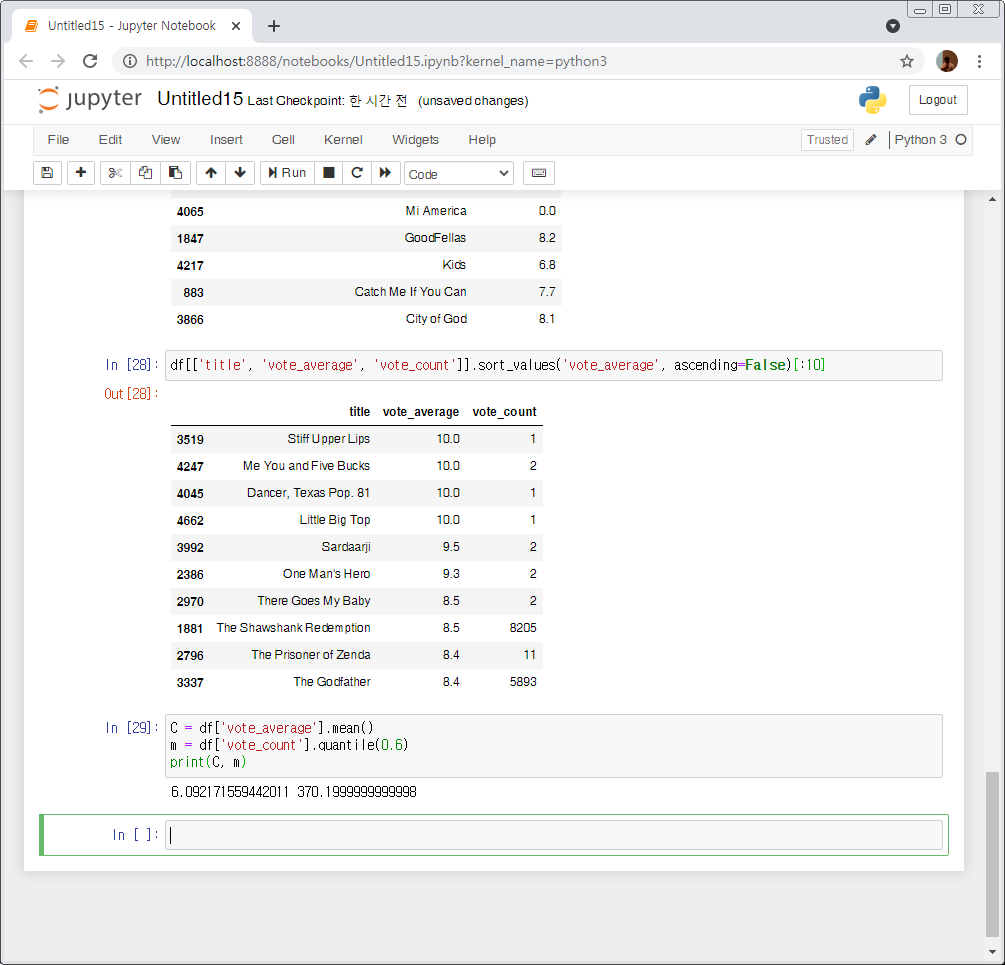 Untitled15 - Jupyter Notebook
http://localhost:8888/notebooks/Untitled15.ipynb?kernel_name=python3
jupyter Untitled15 Last Checkpoint: 한 시간 전 (unsaved changes) Logout
File Edit View Insert Cell Kernel Widgets Help Trusted Python 3
Run Code
4065 Mi America 0.0
1847 GoodFellas 8.2
4217 Kids 6.8
883 Catch Me If You Can 7.7
3866 City of God 8.1
In [28]: df[['title', 'vote_average', 'vote_count']].sort_values('vote_average', ascending=False)[:10]
Out[28]:
title vote_average vote_count
3519 Stiff Upper Lips 10.0 1
4247 Me You and Five Bucks 10.0 2
4045 Dancer, Texas Pop. 81 10.0 1
4662 Little Big Top 10.0 1
3992 Sardaarji 9.5 2
2386 One Man's Hero 9.3 2
2970 There Goes My Baby 8.5 2
1881 The Shawshank Redemption 8.5 8205
2796 The Prisoner of Zenda 8.4 11
3337 The Godfather 8.4 5893
In [29]: C = df['vote_average'].mean()
m = df['vote_count'].quantile(0.6)
print(C, m)
6.092171559442011 370.1999999999998
In [ ]: